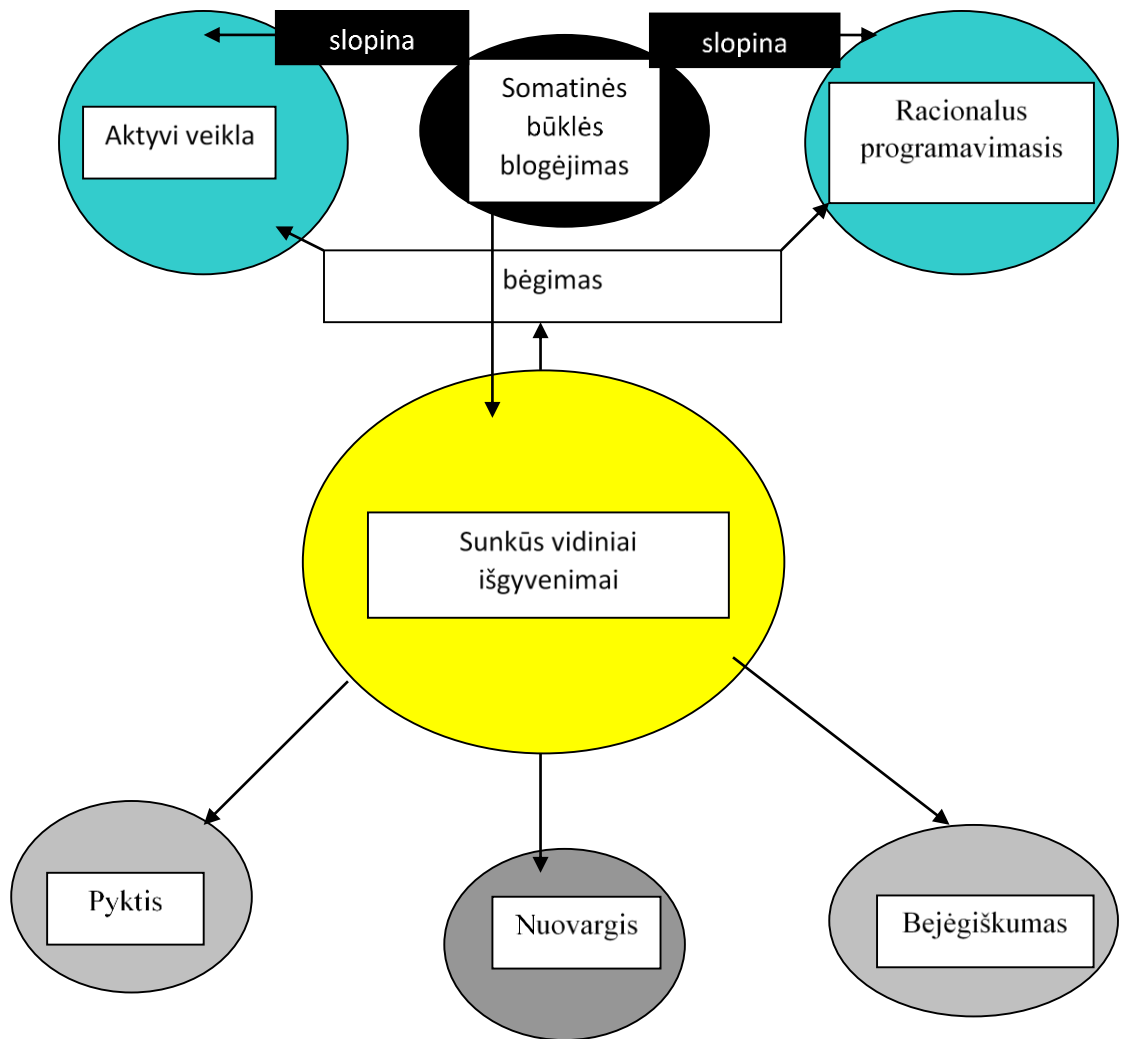 slopina
slopina
Aktyvi veikla
Somatinės
būklės
blogėjimas
Racionalus
programavimasis
bėgimas
Sunkūs vidiniai
išgyvenimai
Pyktis
Nuovargis
Bejėgiškumas